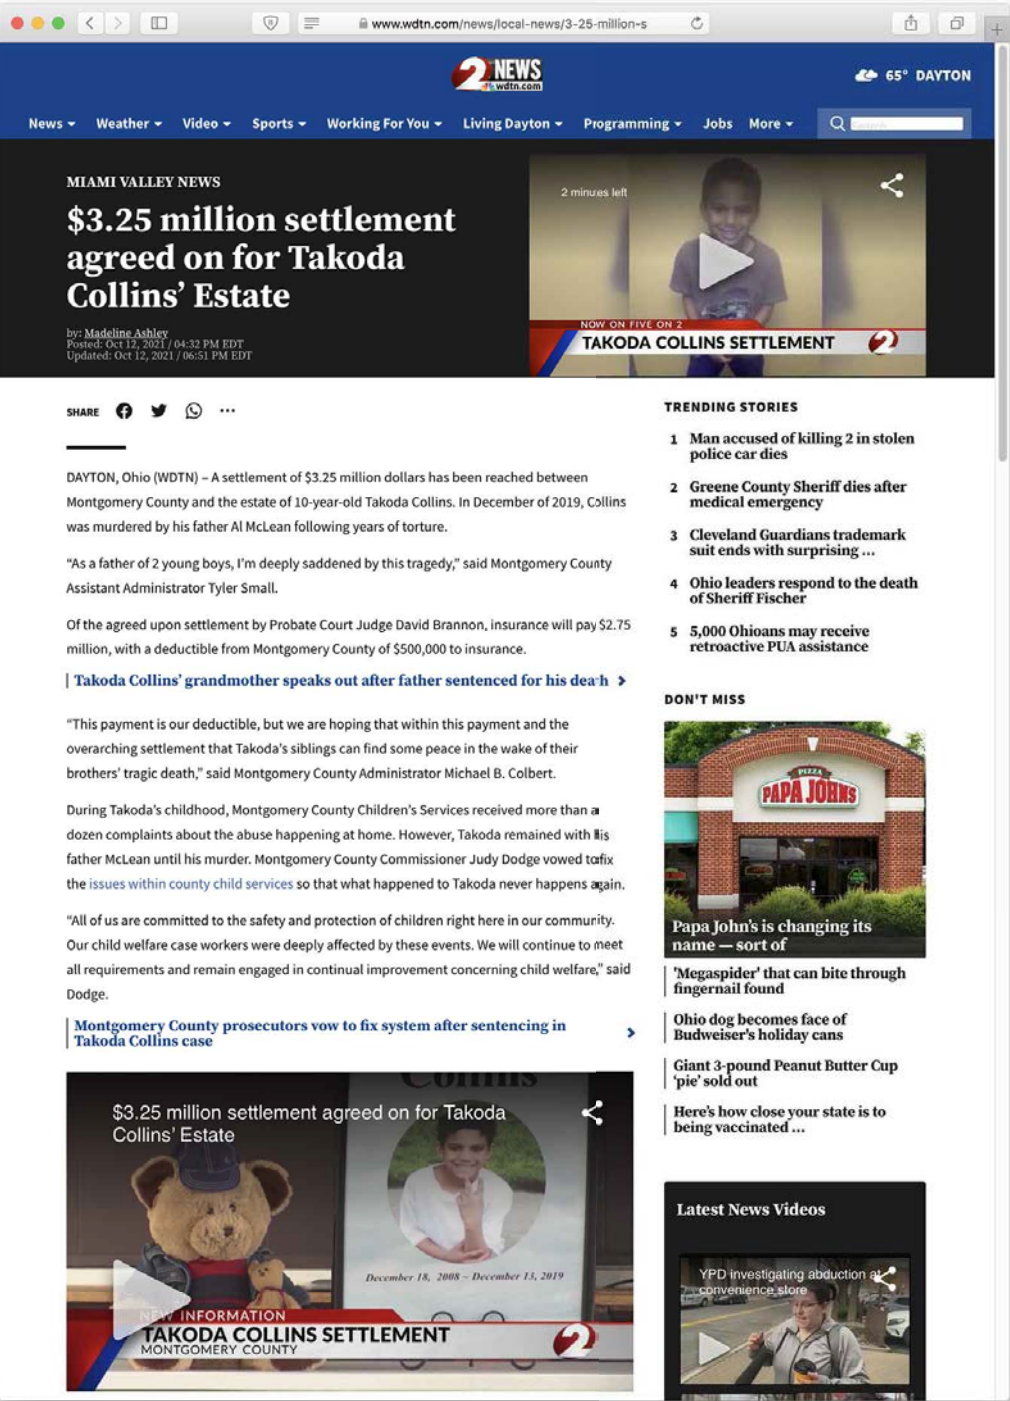 www.wdtn.com/news/local-news/3-25-million-s
2 NEWS
wdtn.com
65° DAYTON
News Weather Video Sports Working For You Living Dayton Programming Jobs More
MIAMI VALLEY NEWS
$3.25 million settlement
agreed on for Takoda
Collins’ Estate
by: Madeline Ashley
Posted: Oct 12, 2021 / 04:32 PM EDT
Updated: Oct 12, 2021 / 06:51 PM EDT
2 minutes left
NOW ON FIVE ON 2
TAKODA COLLINS SETTLEMENT
2
SHARE
DAYTON, Ohio (WDTN) – A settlement of $3.25 million dollars has been reached between
Montgomery County and the estate of 10-year-old Takoda Collins. In December of 2019, Collins
was murdered by his father Al McLean following years of torture.
“As a father of 2 young boys, I’m deeply saddened by this tragedy,” said Montgomery County
Assistant Administrator Tyler Small.
Of the agreed upon settlement by Probate Court Judge David Brannon, insurance will pay $2.75
million, with a deductible from Montgomery County of $500,000 to insurance.
Takoda Collins’ grandmother speaks out after father sentenced for his death
“This payment is our deductible, but we are hoping that within this payment and the
overarching settlement that Takoda’s siblings can find some peace in the wake of their
brothers’ tragic death,” said Montgomery County Administrator Michael B. Colbert.
During Takoda’s childhood, Montgomery County Children’s Services received more than a
dozen complaints about the abuse happening at home. However, Takoda remained with his
father McLean until his murder. Montgomery County Commissioner Judy Dodge vowed to fix
the issues within county child services so that what happened to Takoda never happens again.
“All of us are committed to the safety and protection of children right here in our community.
Our child welfare case workers were deeply affected by these events. We will continue to meet
all requirements and remain engaged in continual improvement concerning child welfare,” said
Dodge.
Montgomery County prosecutors vow to fix system after sentencing in
Takoda Collins case
Collins
$3.25 million settlement agreed on for Takoda
Collins’ Estate
December 18, 2008 – December 13, 2019
NEW INFORMATION
TAKODA COLLINS SETTLEMENT
MONTGOMERY COUNTY
2
TRENDING STORIES
1 Man accused of killing 2 in stolen
police car dies
2 Greene County Sheriff dies after
medical emergency
3 Cleveland Guardians trademark
suit ends with surprising ...
4 Ohio leaders respond to the death
of Sheriff Fischer
5 5,000 Ohioans may receive
retroactive PUA assistance
DON'T MISS
PIZZA
PAPA JOHNS
Papa John’s is changing its
name — sort of
'Megaspider' that can bite through
fingernail found
Ohio dog becomes face of
Budweiser's holiday cans
Giant 3-pound Peanut Butter Cup
‘pie’ sold out
Here’s how close your state is to
being vaccinated ...
Latest News Videos
YPD investigating abduction at
convenience store